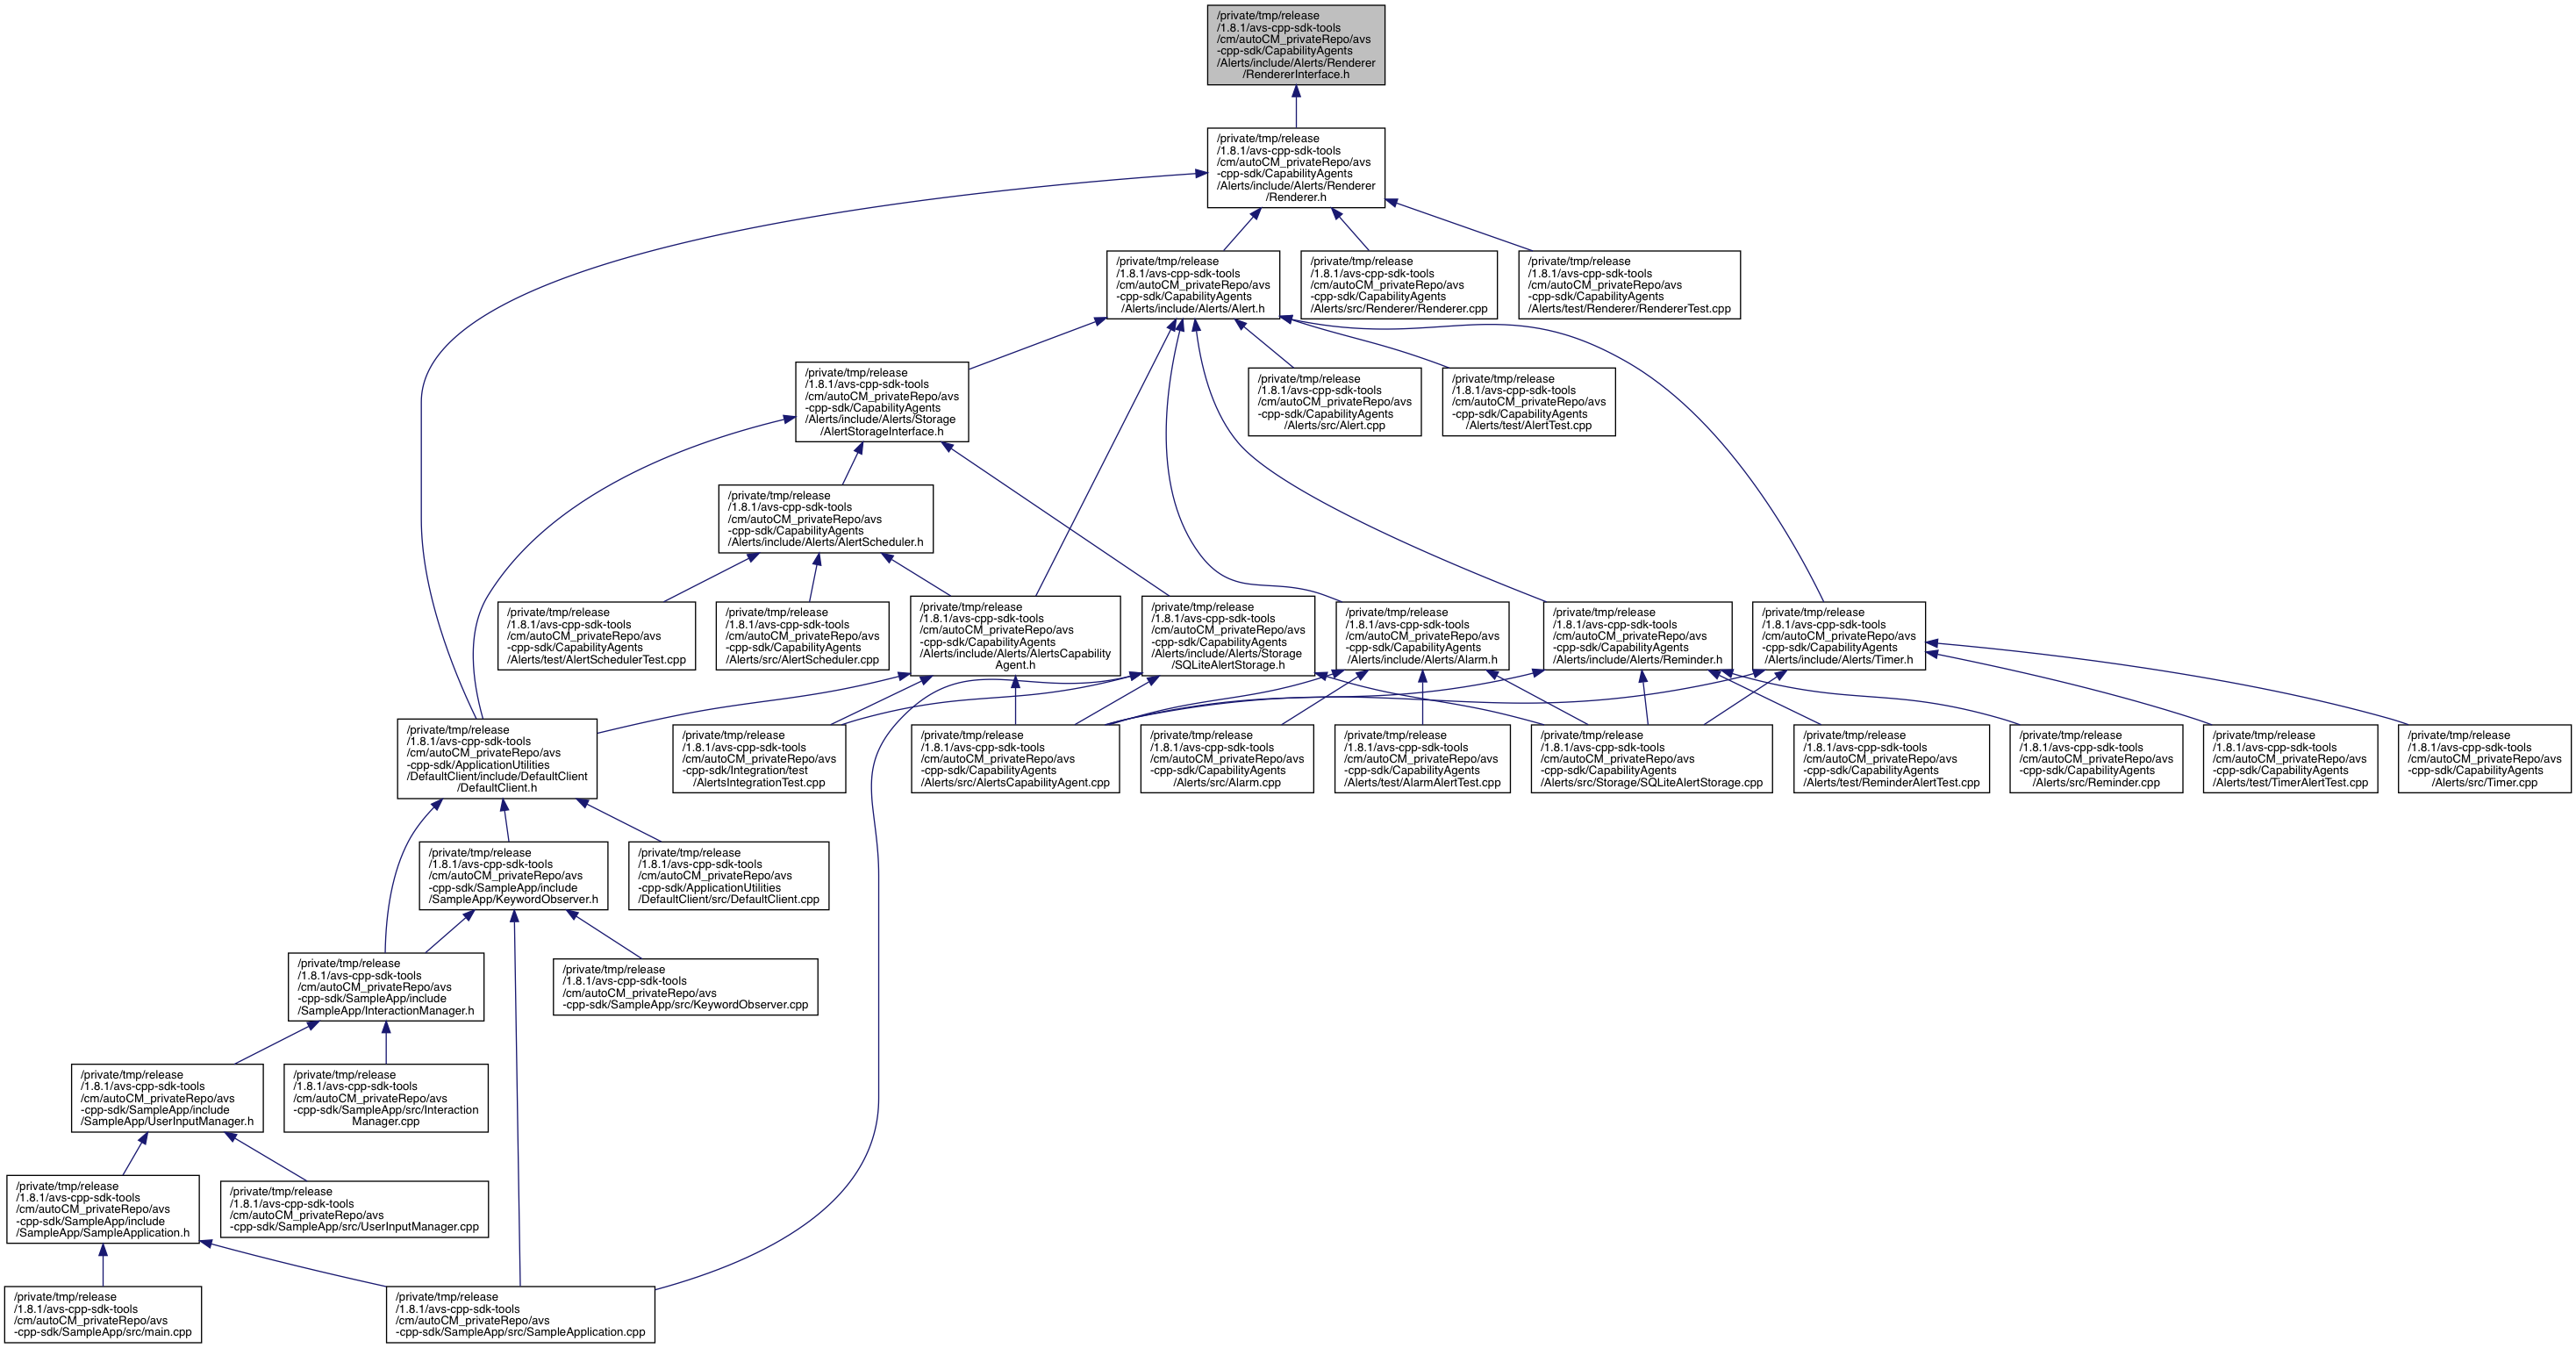 /private/tmp/release
/1.8.1/avs-cpp-sdk-tools
/cm/autoCM_privateRepo/avs
-cpp-sdk/CapabilityAgents
/Alerts/include/Alerts/Renderer
/RendererInterface.h
/private/tmp/release
/1.8.1/avs-cpp-sdk-tools
/cm/autoCM_privateRepo/avs
-cpp-sdk/CapabilityAgents
/Alerts/include/Alerts/Renderer
/Renderer.h
/private/tmp/release
/1.8.1/avs-cpp-sdk-tools
/cm/autoCM_privateRepo/avs
-cpp-sdk/CapabilityAgents
/Alerts/include/Alerts/Alert.h
/private/tmp/release
/1.8.1/avs-cpp-sdk-tools
/cm/autoCM_privateRepo/avs
-cpp-sdk/CapabilityAgents
/Alerts/src/Renderer/Renderer.cpp
/private/tmp/release
/1.8.1/avs-cpp-sdk-tools
/cm/autoCM_privateRepo/avs
-cpp-sdk/CapabilityAgents
/Alerts/test/Renderer/RendererTest.cpp
/private/tmp/release
/1.8.1/avs-cpp-sdk-tools
/cm/autoCM_privateRepo/avs
-cpp-sdk/CapabilityAgents
/Alerts/include/Alerts/Storage
/AlertStorageInterface.h
/private/tmp/release
/1.8.1/avs-cpp-sdk-tools
/cm/autoCM_privateRepo/avs
-cpp-sdk/CapabilityAgents
/Alerts/src/Alert.cpp
/private/tmp/release
/1.8.1/avs-cpp-sdk-tools
/cm/autoCM_privateRepo/avs
-cpp-sdk/CapabilityAgents
/Alerts/test/AlertTest.cpp
/private/tmp/release
/1.8.1/avs-cpp-sdk-tools
/cm/autoCM_privateRepo/avs
-cpp-sdk/CapabilityAgents
/Alerts/include/Alerts/AlertScheduler.h
/private/tmp/release
/1.8.1/avs-cpp-sdk-tools
/cm/autoCM_privateRepo/avs
-cpp-sdk/CapabilityAgents
/Alerts/test/AlertSchedulerTest.cpp
/private/tmp/release
/1.8.1/avs-cpp-sdk-tools
/cm/autoCM_privateRepo/avs
-cpp-sdk/CapabilityAgents
/Alerts/src/AlertScheduler.cpp
/private/tmp/release
/1.8.1/avs-cpp-sdk-tools
/cm/autoCM_privateRepo/avs
-cpp-sdk/CapabilityAgents
/Alerts/include/Alerts/AlertsCapability
Agent.h
/private/tmp/release
/1.8.1/avs-cpp-sdk-tools
/cm/autoCM_privateRepo/avs
-cpp-sdk/CapabilityAgents
/Alerts/include/Alerts/Storage
/SQLiteAlertStorage.h
/private/tmp/release
/1.8.1/avs-cpp-sdk-tools
/cm/autoCM_privateRepo/avs
-cpp-sdk/CapabilityAgents
/Alerts/include/Alerts/Alarm.h
/private/tmp/release
/1.8.1/avs-cpp-sdk-tools
/cm/autoCM_privateRepo/avs
-cpp-sdk/CapabilityAgents
/Alerts/include/Alerts/Reminder.h
/private/tmp/release
/1.8.1/avs-cpp-sdk-tools
/cm/autoCM_privateRepo/avs
-cpp-sdk/CapabilityAgents
/Alerts/include/Alerts/Timer.h
/private/tmp/release
/1.8.1/avs-cpp-sdk-tools
/cm/autoCM_privateRepo/avs
-cpp-sdk/ApplicationUtilities
/DefaultClient/include/DefaultClient
/DefaultClient.h
/private/tmp/release
/1.8.1/avs-cpp-sdk-tools
/cm/autoCM_privateRepo/avs
-cpp-sdk/Integration/test
/AlertsIntegrationTest.cpp
/private/tmp/release
/1.8.1/avs-cpp-sdk-tools
/cm/autoCM_privateRepo/avs
-cpp-sdk/CapabilityAgents
/Alerts/src/AlertsCapabilityAgent.cpp
/private/tmp/release
/1.8.1/avs-cpp-sdk-tools
/cm/autoCM_privateRepo/avs
-cpp-sdk/CapabilityAgents
/Alerts/src/Alarm.cpp
/private/tmp/release
/1.8.1/avs-cpp-sdk-tools
/cm/autoCM_privateRepo/avs
-cpp-sdk/CapabilityAgents
/Alerts/test/AlarmAlertTest.cpp
/private/tmp/release
/1.8.1/avs-cpp-sdk-tools
/cm/autoCM_privateRepo/avs
-cpp-sdk/CapabilityAgents
/Alerts/src/Storage/SQLiteAlertStorage.cpp
/private/tmp/release
/1.8.1/avs-cpp-sdk-tools
/cm/autoCM_privateRepo/avs
-cpp-sdk/CapabilityAgents
/Alerts/test/ReminderAlertTest.cpp
/private/tmp/release
/1.8.1/avs-cpp-sdk-tools
/cm/autoCM_privateRepo/avs
-cpp-sdk/CapabilityAgents
/Alerts/src/Reminder.cpp
/private/tmp/release
/1.8.1/avs-cpp-sdk-tools
/cm/autoCM_privateRepo/avs
-cpp-sdk/CapabilityAgents
/Alerts/test/TimerAlertTest.cpp
/private/tmp/release
/1.8.1/avs-cpp-sdk-tools
/cm/autoCM_privateRepo/avs
-cpp-sdk/CapabilityAgents
/Alerts/src/Timer.cpp
/private/tmp/release
/1.8.1/avs-cpp-sdk-tools
/cm/autoCM_privateRepo/avs
-cpp-sdk/SampleApp/include
/SampleApp/KeywordObserver.h
/private/tmp/release
/1.8.1/avs-cpp-sdk-tools
/cm/autoCM_privateRepo/avs
-cpp-sdk/ApplicationUtilities
/DefaultClient/src/DefaultClient.cpp
/private/tmp/release
/1.8.1/avs-cpp-sdk-tools
/cm/autoCM_privateRepo/avs
-cpp-sdk/SampleApp/include
/SampleApp/InteractionManager.h
/private/tmp/release
/1.8.1/avs-cpp-sdk-tools
/cm/autoCM_privateRepo/avs
-cpp-sdk/SampleApp/src/KeywordObserver.cpp
/private/tmp/release
/1.8.1/avs-cpp-sdk-tools
/cm/autoCM_privateRepo/avs
-cpp-sdk/SampleApp/include
/SampleApp/UserInputManager.h
/private/tmp/release
/1.8.1/avs-cpp-sdk-tools
/cm/autoCM_privateRepo/avs
-cpp-sdk/SampleApp/src/Interaction
Manager.cpp
/private/tmp/release
/1.8.1/avs-cpp-sdk-tools
/cm/autoCM_privateRepo/avs
-cpp-sdk/SampleApp/include
/SampleApp/SampleApplication.h
/private/tmp/release
/1.8.1/avs-cpp-sdk-tools
/cm/autoCM_privateRepo/avs
-cpp-sdk/SampleApp/src/UserInputManager.cpp
/private/tmp/release
/1.8.1/avs-cpp-sdk-tools
/cm/autoCM_privateRepo/avs
-cpp-sdk/SampleApp/src/main.cpp
/private/tmp/release
/1.8.1/avs-cpp-sdk-tools
/cm/autoCM_privateRepo/avs
-cpp-sdk/SampleApp/src/SampleApplication.cpp